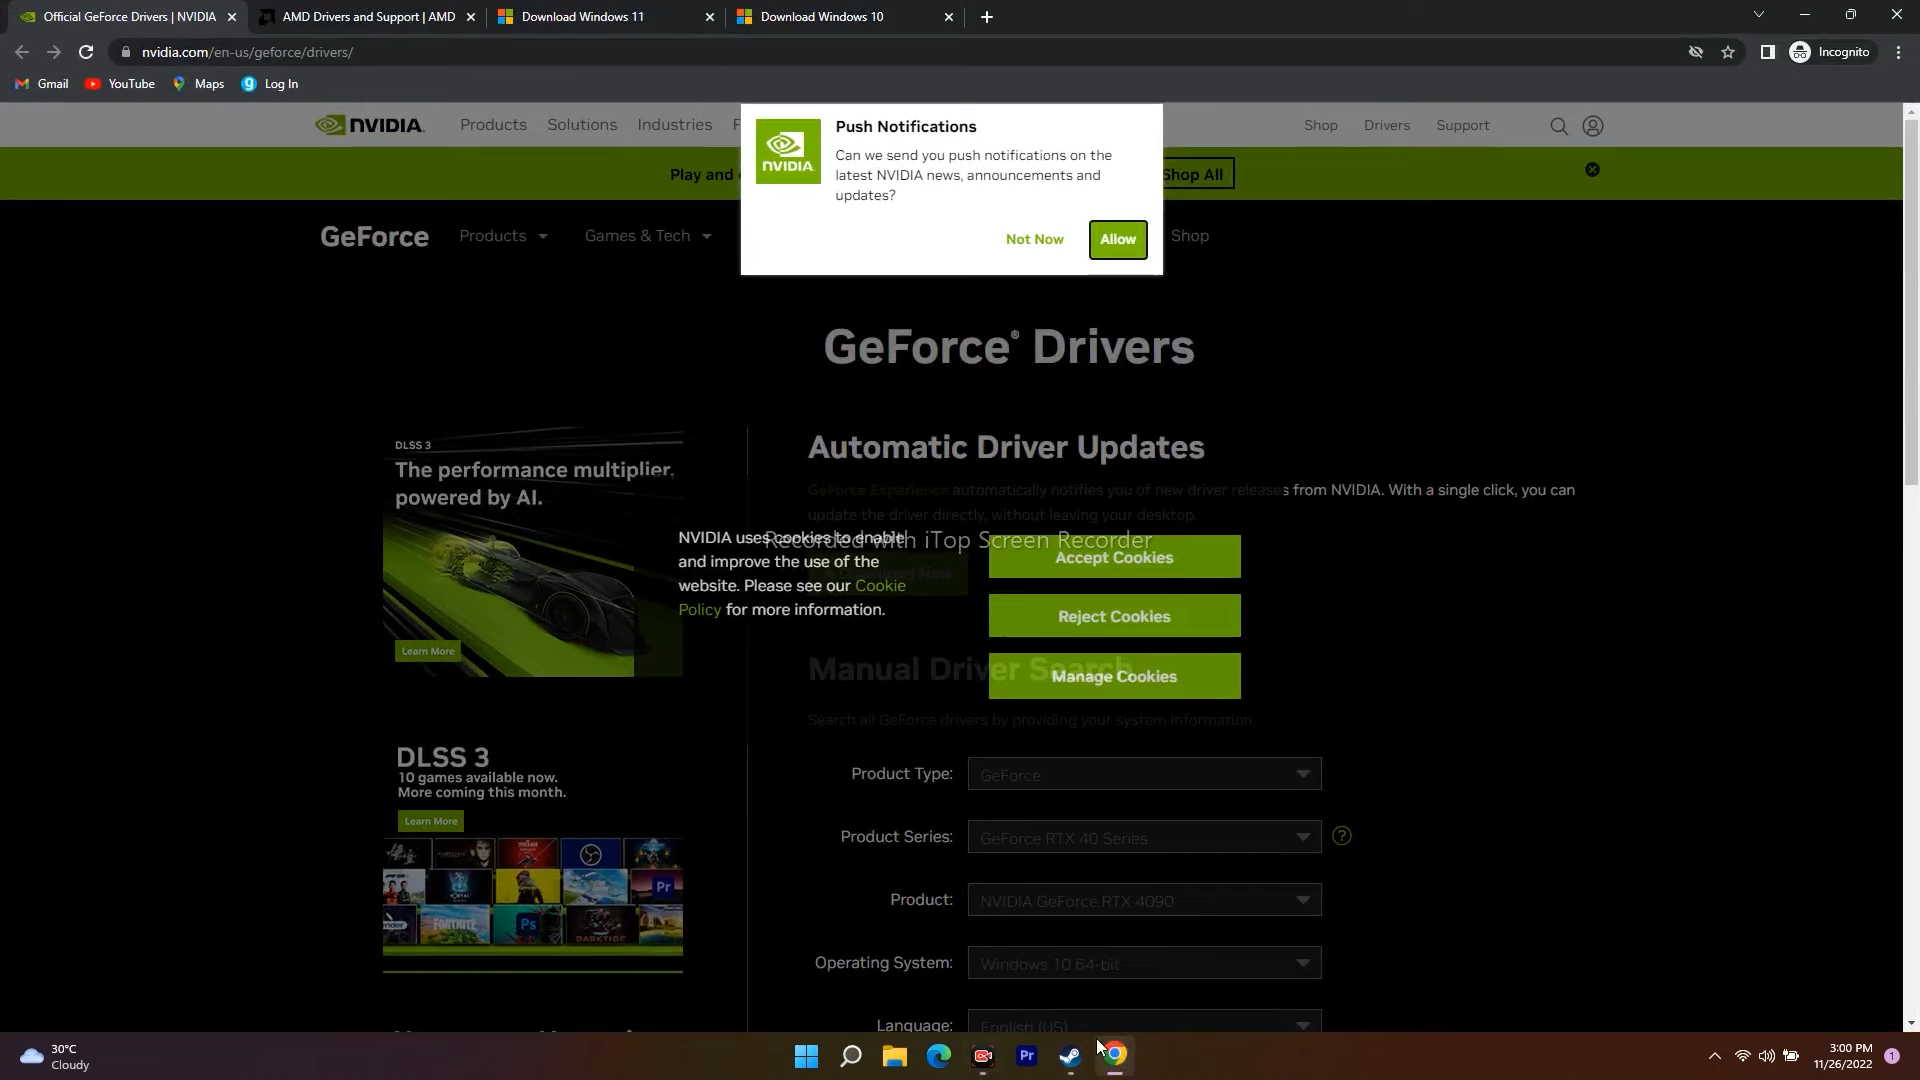 Official GeForce Drivers | NVIDIA
AMD Drivers and Support | AMD
Download Windows 11
Download Windows 10
nvidia.com/en-us/geforce/drivers/
Incognito
Gmail
YouTube
Maps
Log In
NVIDIA.
Products
Solutions
Industries
Shop
Drivers
Support
Push Notifications
NVIDIA.
Can we send you push notifications on the
latest NVIDIA news, announcements and
updates?
Not Now
Allow
Play and
Shop All
GeForce
Products
Games & Tech
Shop
GeForce® Drivers
DLSS 3
The performance multiplier,
powered by AI.
Learn More
Automatic Driver Updates
GeForce Experience automatically notifies you of new driver releases from NVIDIA. With a single click, you can
update the driver directly, without leaving your desktop.
Recorded with iTop Screen Recorder
NVIDIA uses cookies to enable
and improve the use of the
website. Please see our Cookie
Policy for more information.
Accept Cookies
Reject Cookies
Manage Cookies
Manual Driver Search
Search all GeForce drivers by providing your system information.
DLSS 3
10 games available now.
More coming this month.
Learn More
Product Type:
GeForce
Product Series:
GeForce RTX 40 Series
?
Product:
NVIDIA GeForce RTX 4090
Operating System:
Windows 10 64-bit
Language:
English (US)
Pr
FORTNITE
Ps
DARKTIDE
30°C
Cloudy
Pr
3:00 PM
11/26/2022
1